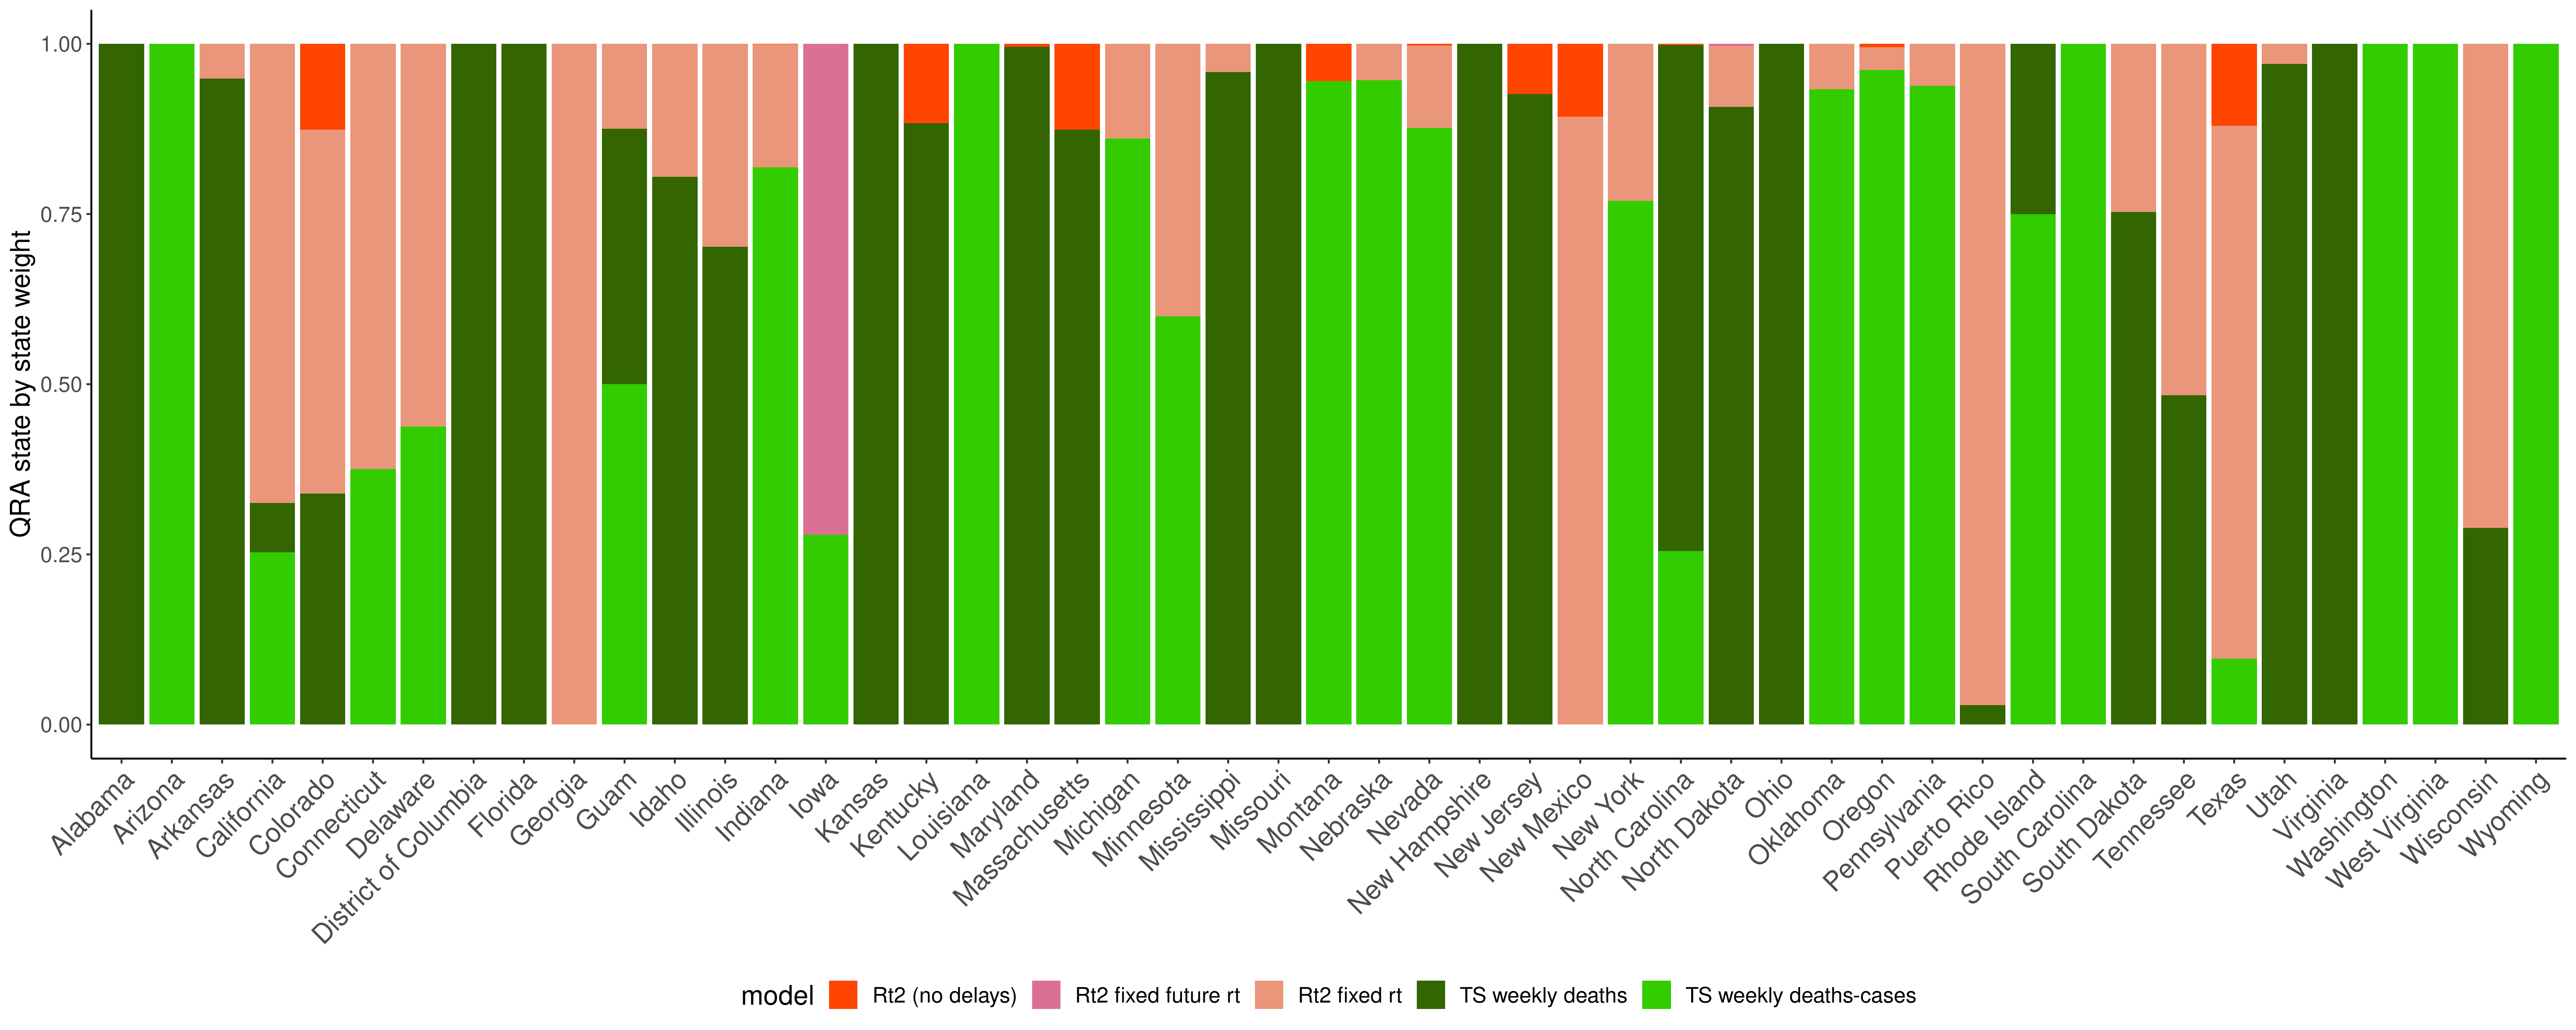 QRA state by state weight
1.00
0.75
0.50
0.25
0.00
Alabama
Arizona
Arkansas
California
Colorado
Connecticut
Delaware
District of Columbia
Florida
Georgia
Guam
Idaho
Illinois
Indiana
Iowa
Kansas
Kentucky
Louisiana
Maryland
Massachusetts
Michigan
Minnesota
Mississippi
Missouri
Montana
Nebraska
Nevada
New Hampshire
New Jersey
New Mexico
New York
North Carolina
North Dakota
Ohio
Oklahoma
Oregon
Pennsylvania
Puerto Rico
Rhode Island
South Carolina
South Dakota
Tennessee
Texas
Utah
Virginia
Washington
West Virginia
Wisconsin
Wyoming
model Rt2 (no delays) Rt2 fixed future rt Rt2 fixed rt TS weekly deaths TS weekly deaths-cases